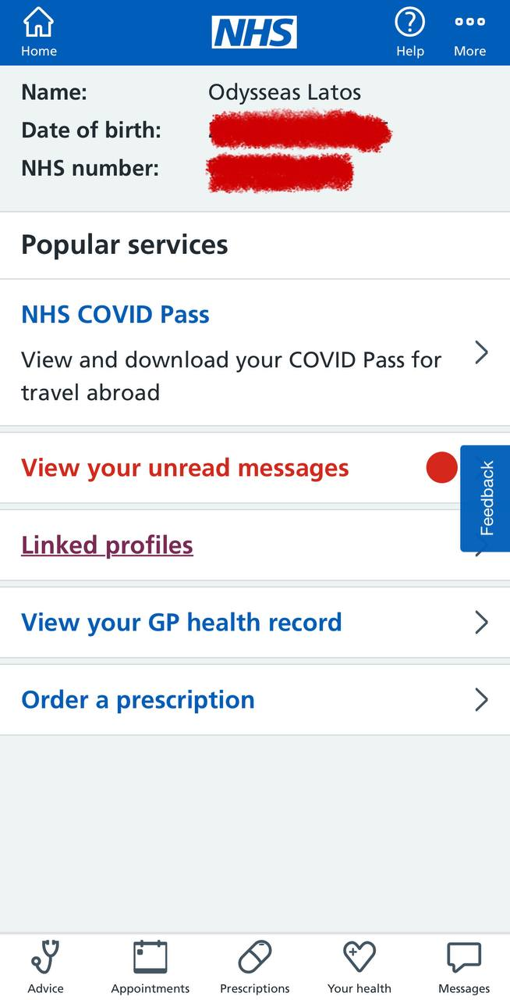 Home
NHS
Help
More
Name: Odysseas Latos
Date of birth:
NHS number:
Popular services
NHS COVID Pass
View and download your COVID Pass for
travel abroad
View your unread messages
Feedback
Linked profiles
View your GP health record
Order a prescription
Advice
Appointments
Prescriptions
Your health
Messages